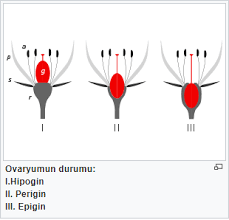 a
p
g
s
r
I II III
Ovaryumun durumu:
I.Hipogin
II. Perigin
III. Epigin